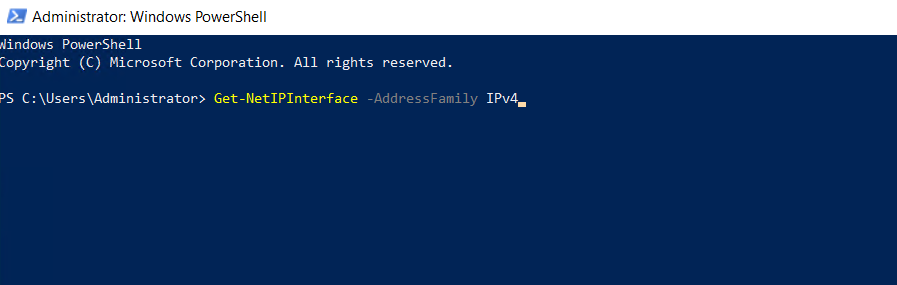 Administrator: Windows PowerShell
Windows PowerShell
Copyright (C) Microsoft Corporation. All rights reserved.
PS C:\Users\Administrator> Get-NetIPInterface -AddressFamily IPv4